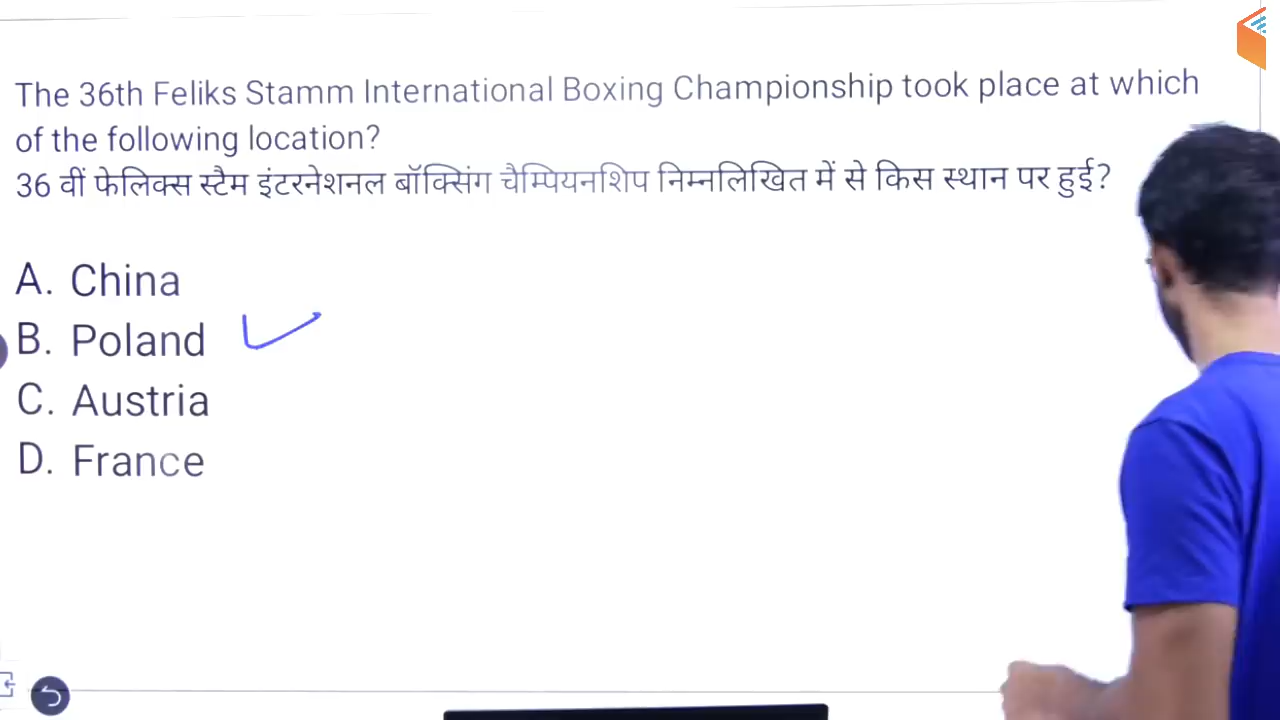 The 36th Feliks Stamm International Boxing Championship took place at which
of the following location?
36 वीं फेलिक्स स्टैम इंटरनेशनल बॉक्सिंग चैम्पियनशिप निम्नलिखित में से किस स्थान पर हुई?
A. China
B. Poland
C. Austria
D. France